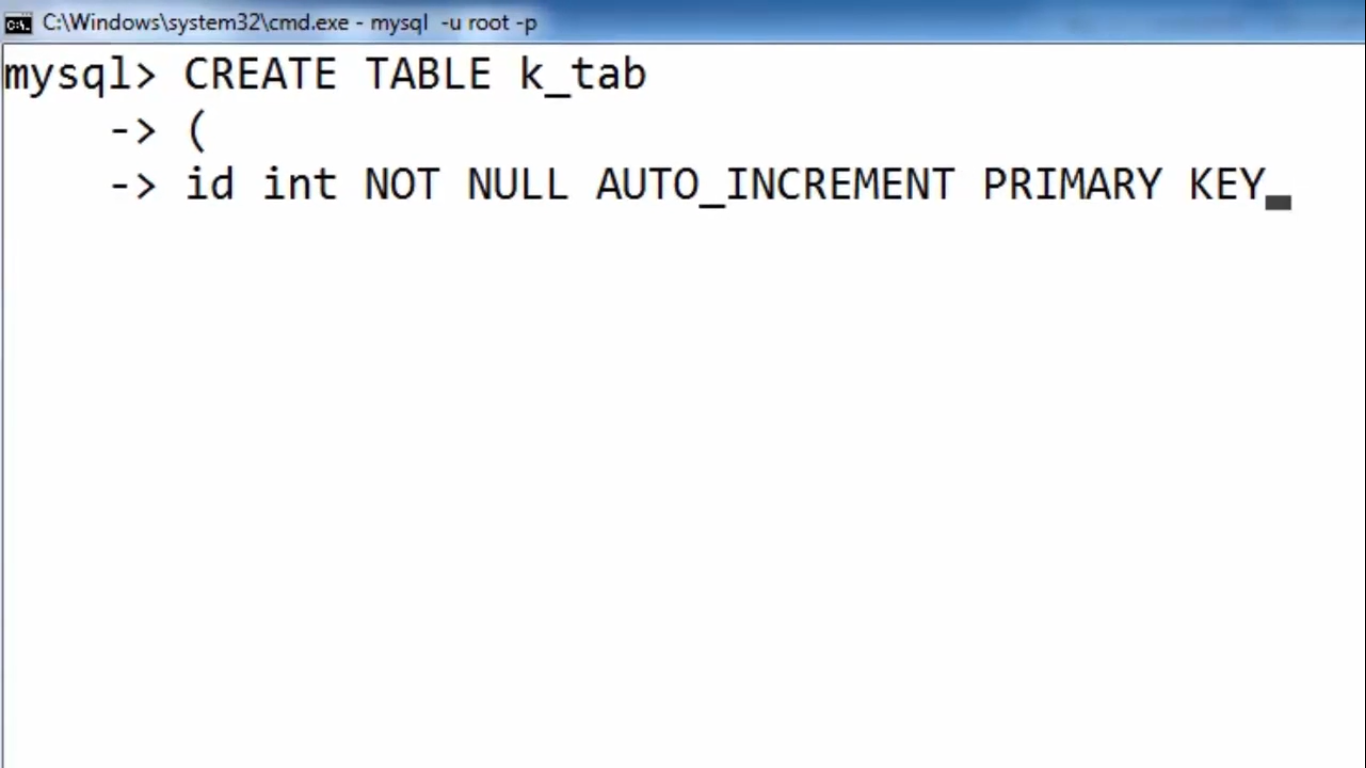 C:\Windows\system32\cmd.exe - mysql  -u root -p
mysql> CREATE TABLE k_tab
    -> (
    -> id int NOT NULL AUTO_INCREMENT PRIMARY KEY